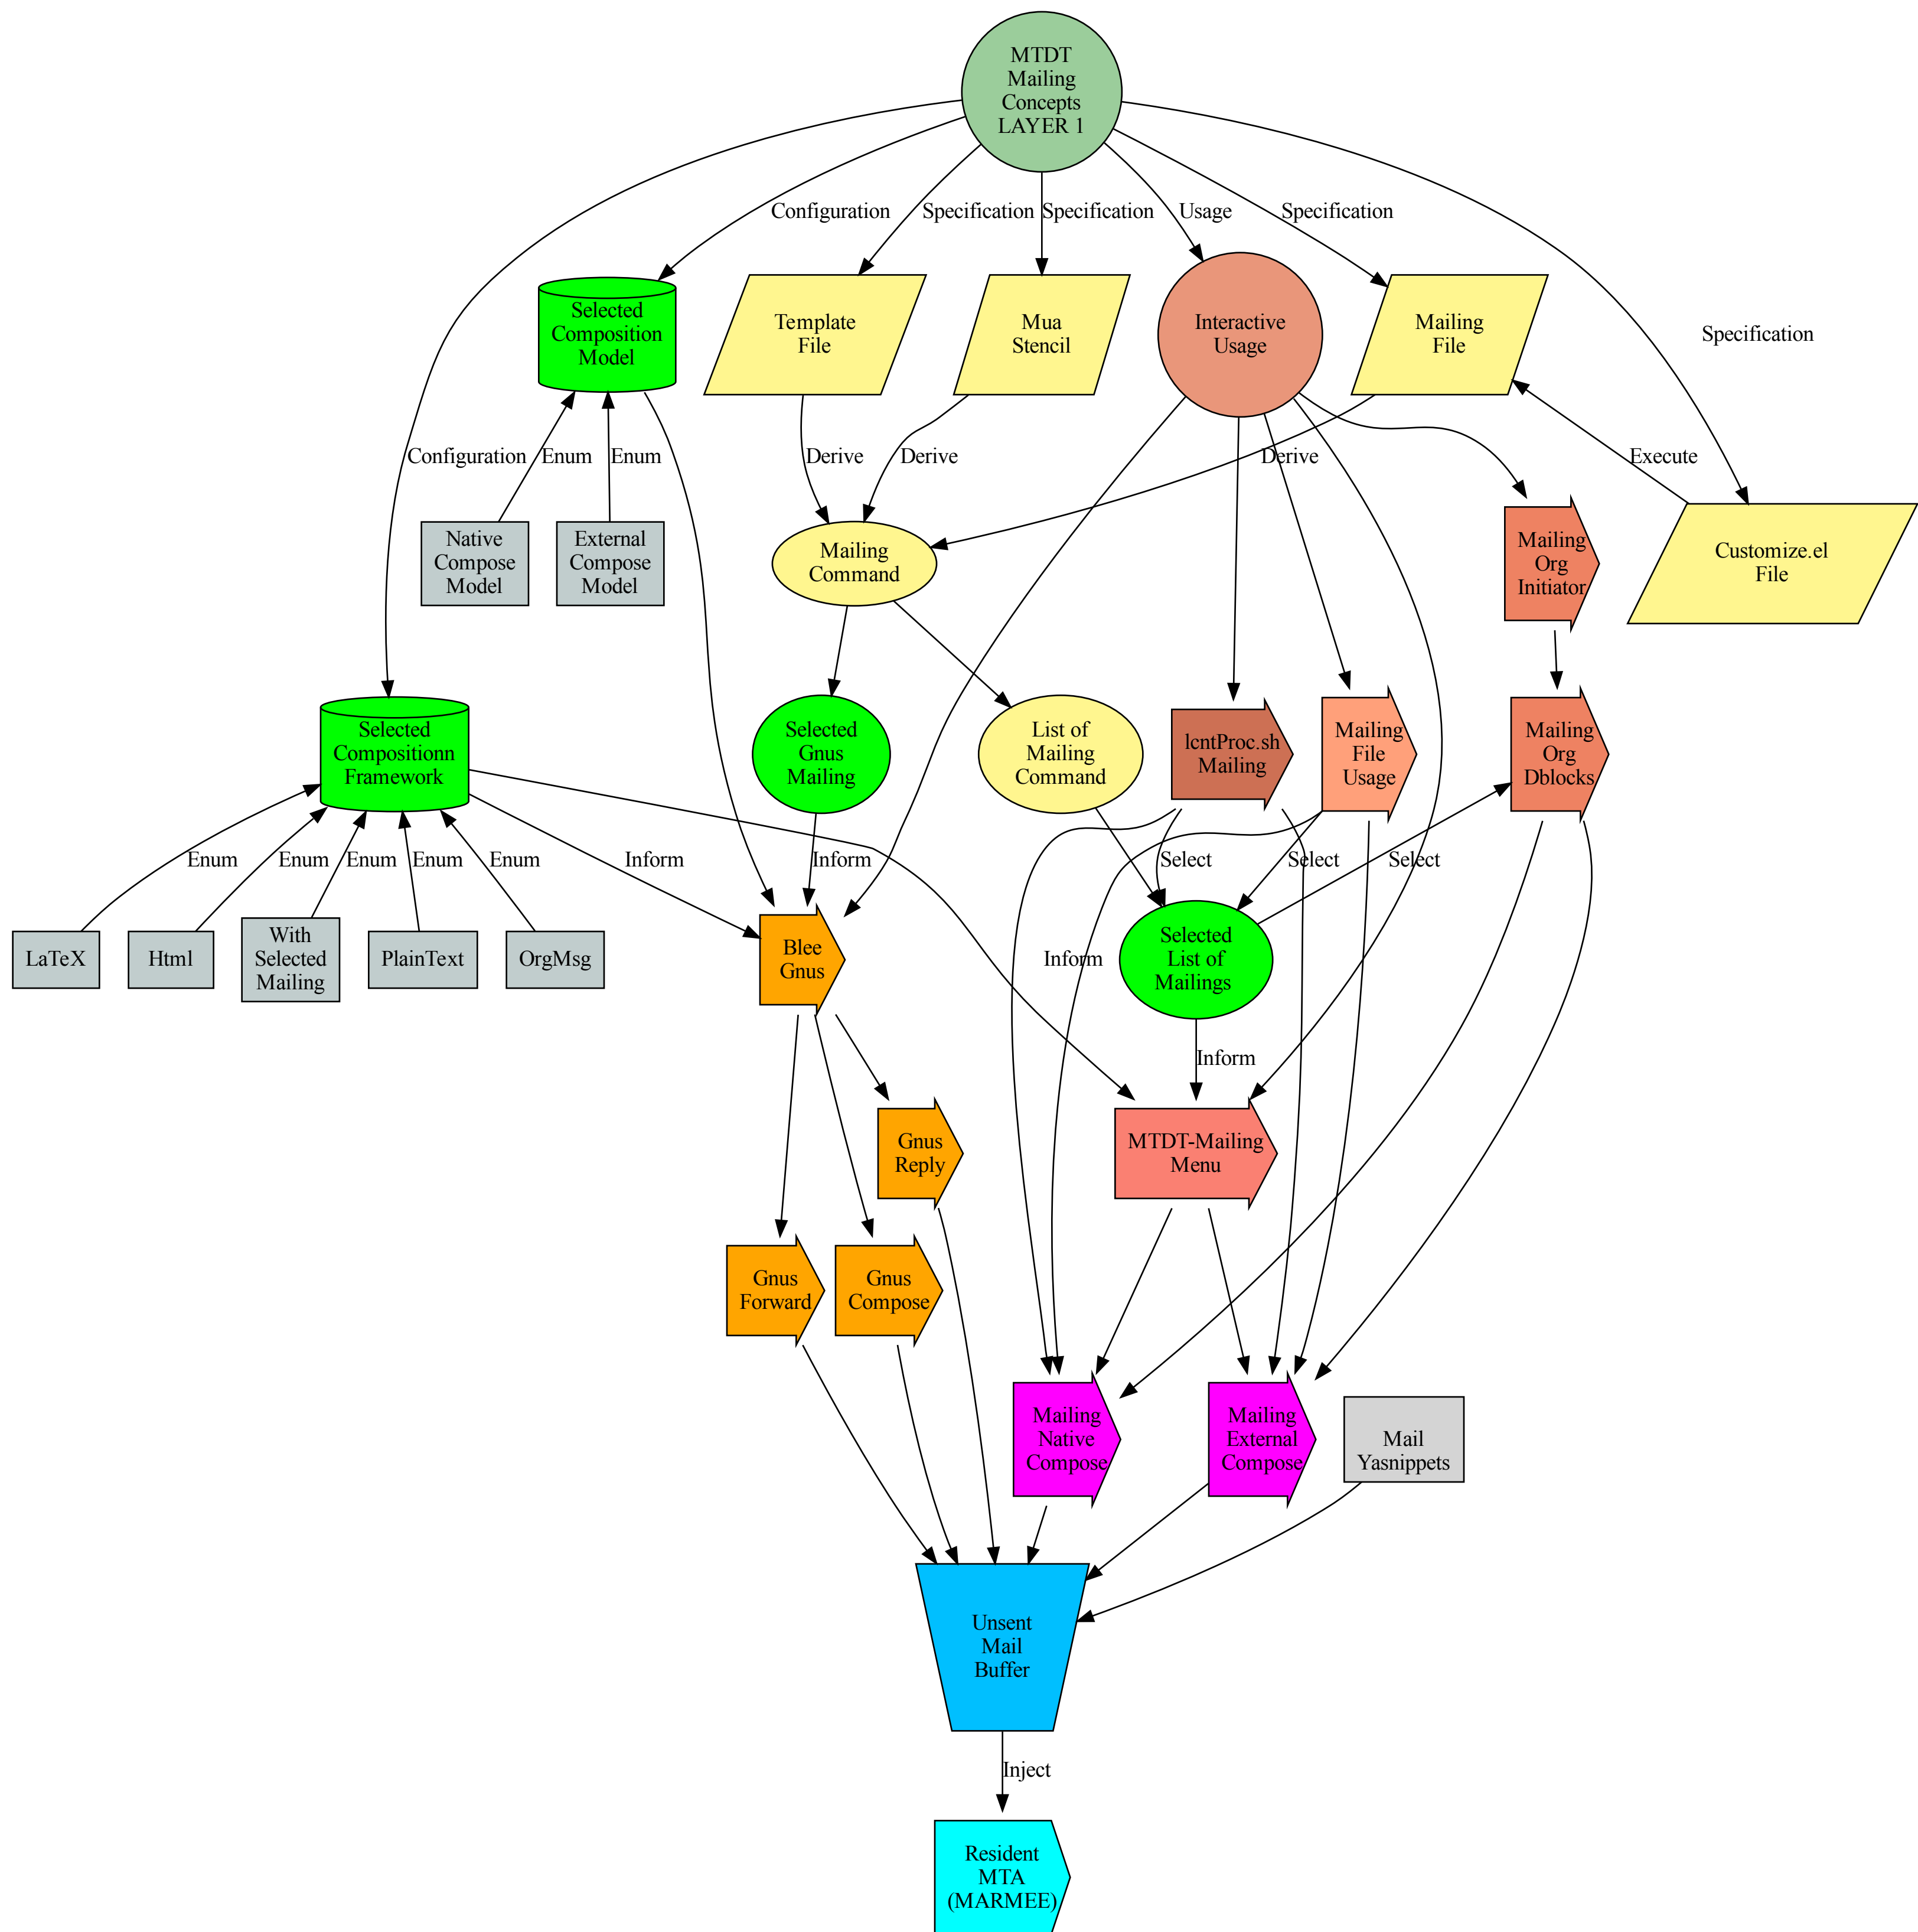 MTDT
Mailing
Concepts
LAYER 1
Configuration
Specification
Specification
Usage
Specification
Selected
Composition
Model
Template
File
Mua
Stencil
Interactive
Usage
Mailing
File
Specification
Configuration
Enum
Enum
Derive
Derive
Derive
Execute
Native
Compose
Model
External
Compose
Model
Mailing
Command
Mailing
Org
Initiator
Customize.el
File
Selected
Compositionn
Framework
Selected
Gnus
Mailing
List of
Mailing
Command
lcntProc.sh
Mailing
Mailing
File
Usage
Mailing
Org
Dblocks
Enum
Enum
Enum
Enum
Enum
Inform
Inform
Select
Select
Select
LaTeX
Html
With
Selected
Mailing
PlainText
OrgMsg
Blee
Gnus
Inform
Selected
List of
Mailings
Inform
Gnus
Reply
MTDT-Mailing
Menu
Gnus
Forward
Gnus
Compose
Mailing
Native
Compose
Mailing
External
Compose
Mail
Yasnippets
Unsent
Mail
Buffer
Inject
Resident
MTA
(MARMEE)